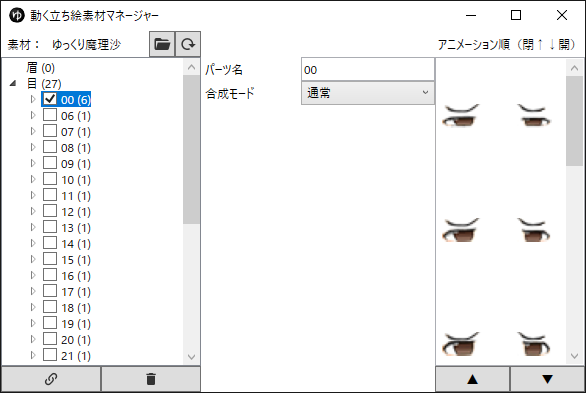 ゆ 動く立ち絵素材マネージャー
素材： ゆっくり魔理沙
アニメーション順（閉↑↓開）
眉 (0)
目 (27)
00 (6)
06 (1)
07 (1)
08 (1)
09 (1)
10 (1)
11 (1)
12 (1)
13 (1)
14 (1)
15 (1)
16 (1)
17 (1)
18 (1)
19 (1)
20 (1)
21 (1)
パーツ名 00
合成モード 通常
▲ ▼